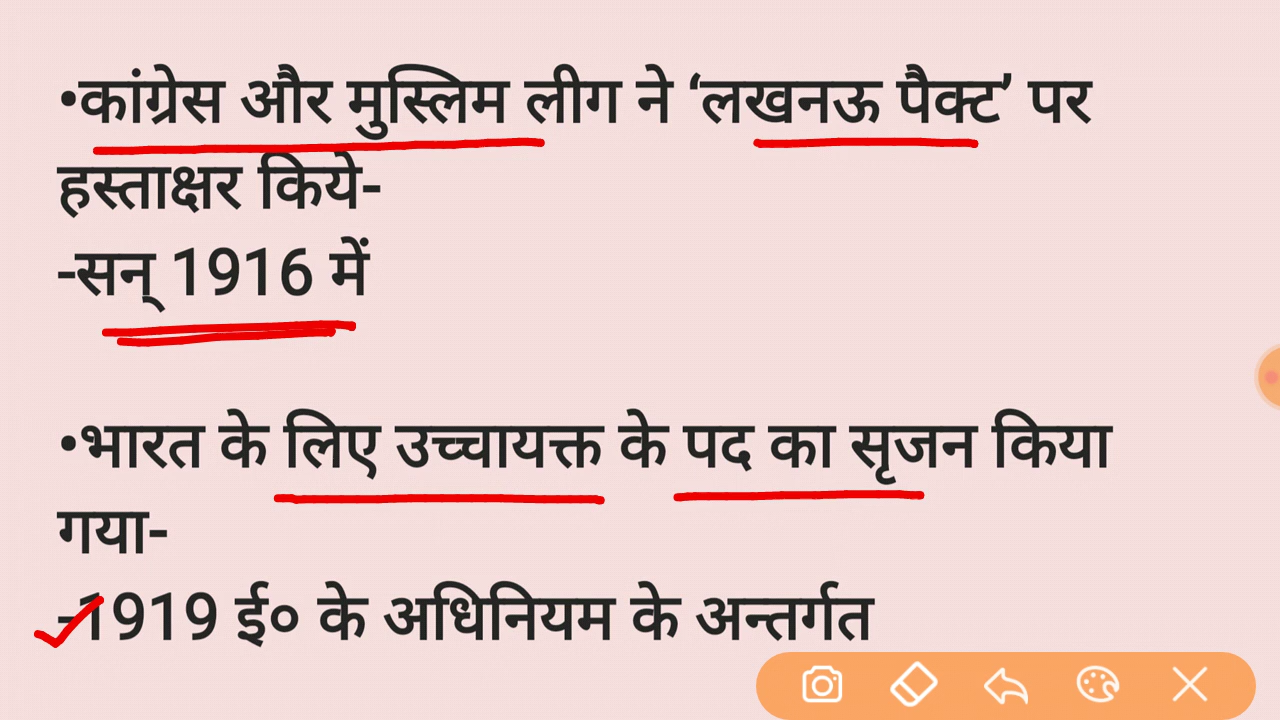 •कांग्रेस और मुस्लिम लीग ने ‘लखनऊ पैक्ट’ पर
हस्ताक्षर किये-
-सन् 1916 में
•भारत के लिए उच्चायक्त के पद का सृजन किया
गया-
-1919 ई० के अधिनियम के अन्तर्गत